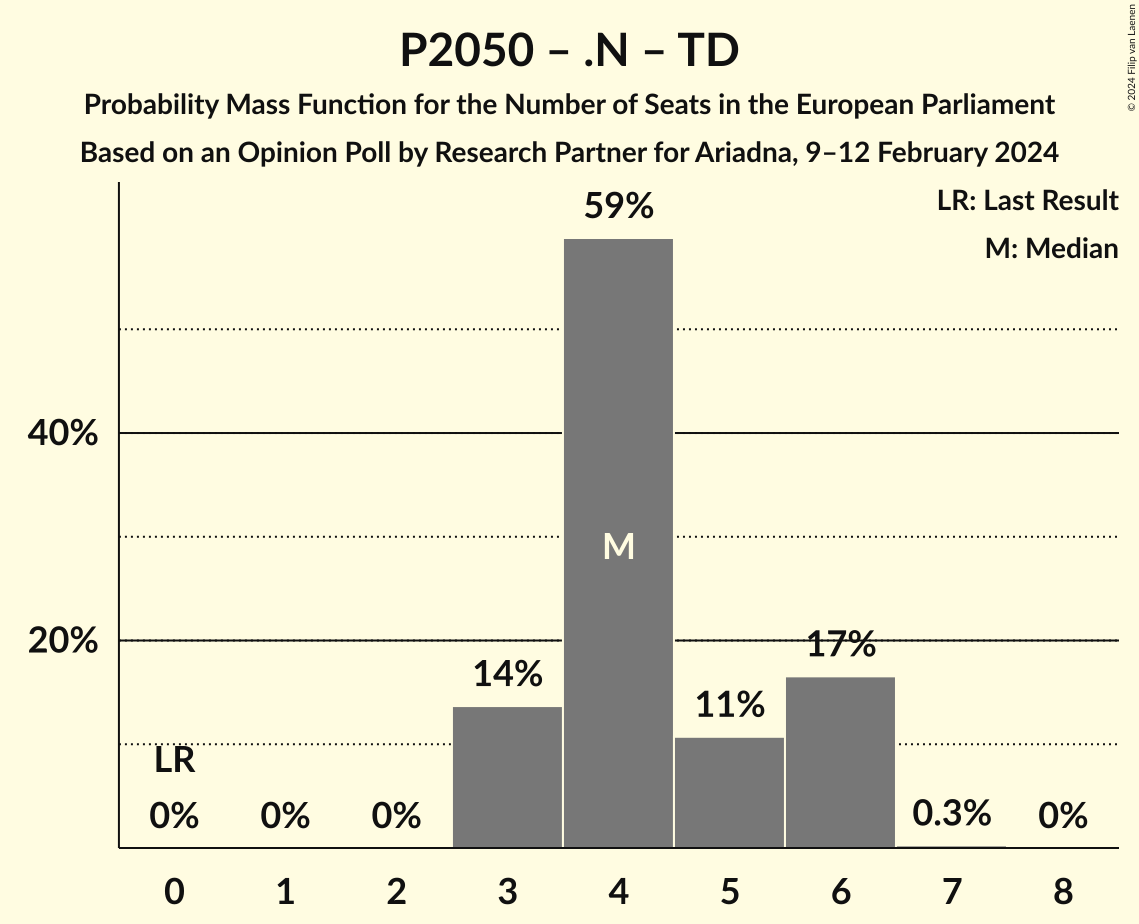 P2050 – .N – TD
Probability Mass Function for the Number of Seats in the European Parliament
Based on an Opinion Poll by Research Partner for Ariadna, 9–12 February 2024
© 2024 Filip van Laenen
LR: Last Result
M: Median
59%
40%
M
20%
17%
14%
11%
LR
0% 0% 0% 0.3% 0%
0 1 2 3 4 5 6 7 8